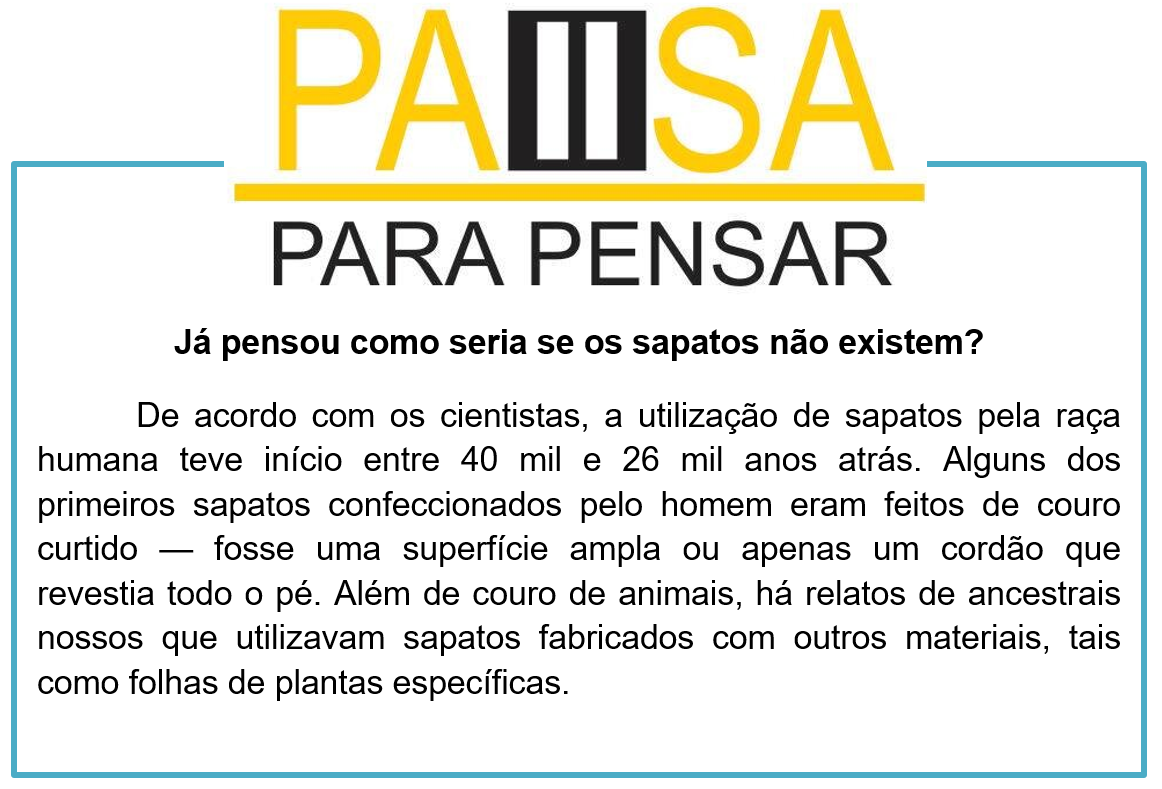 PAUSA
PARA PENSAR
Já pensou como seria se os sapatos não existem?
De acordo com os cientistas, a utilização de sapatos pela raça
humana teve início entre 40 mil e 26 mil anos atrás. Alguns dos
primeiros sapatos confeccionados pelo homem eram feitos de couro
curtido — fosse uma superfície ampla ou apenas um cordão que
revestia todo o pé. Além de couro de animais, há relatos de ancestrais
nossos que utilizavam sapatos fabricados com outros materiais, tais
como folhas de plantas específicas.